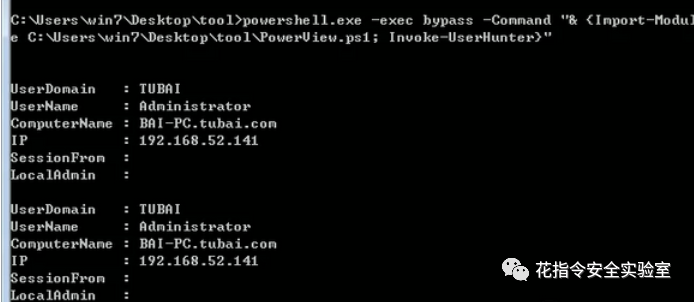 C:\Users\win7\Desktop\tool>powershell.exe -exec bypass -Command "& {Import-Modul
e C:\Users\win7\Desktop\tool\PowerView.ps1; Invoke-UserHunter}"
UserDomain : TUBAI
UserName : Administrator
ComputerName : BAI-PC.tubai.com
IP : 192.168.52.141
SessionFrom :
LocalAdmin :
UserDomain : TUBAI
UserName : Administrator
ComputerName : BAI-PC.tubai.com
IP : 192.168.52.141
SessionFrom :
LocalAdmin :
花指令安全实验室